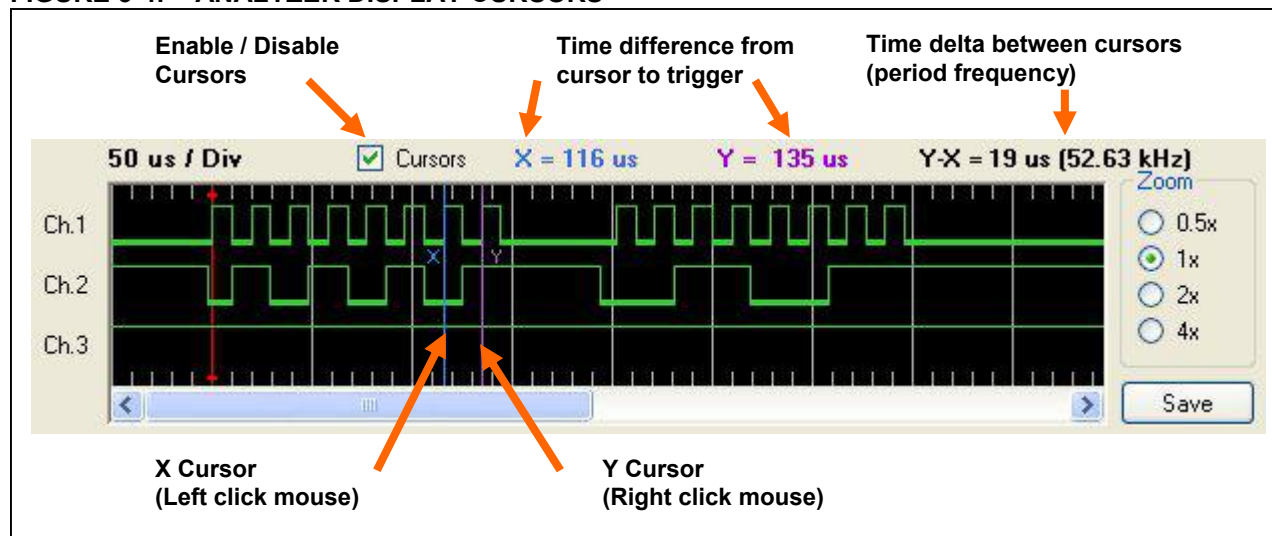 FIGURE 3-4: ANALYZER DISPLAY CURSORS
Enable / Disable
Cursors
Time difference from
cursor to trigger
Time delta between cursors
(period frequency)
50 us / Div
Cursors
X = 116 us
Y = 135 us
Y-X = 19 us (52.63 kHz)
Zoom
0.5x
1x
2x
4x
Ch.1
Ch.2
Ch.3
X
Y
Save
X Cursor
(Left click mouse)
Y Cursor
(Right click mouse)